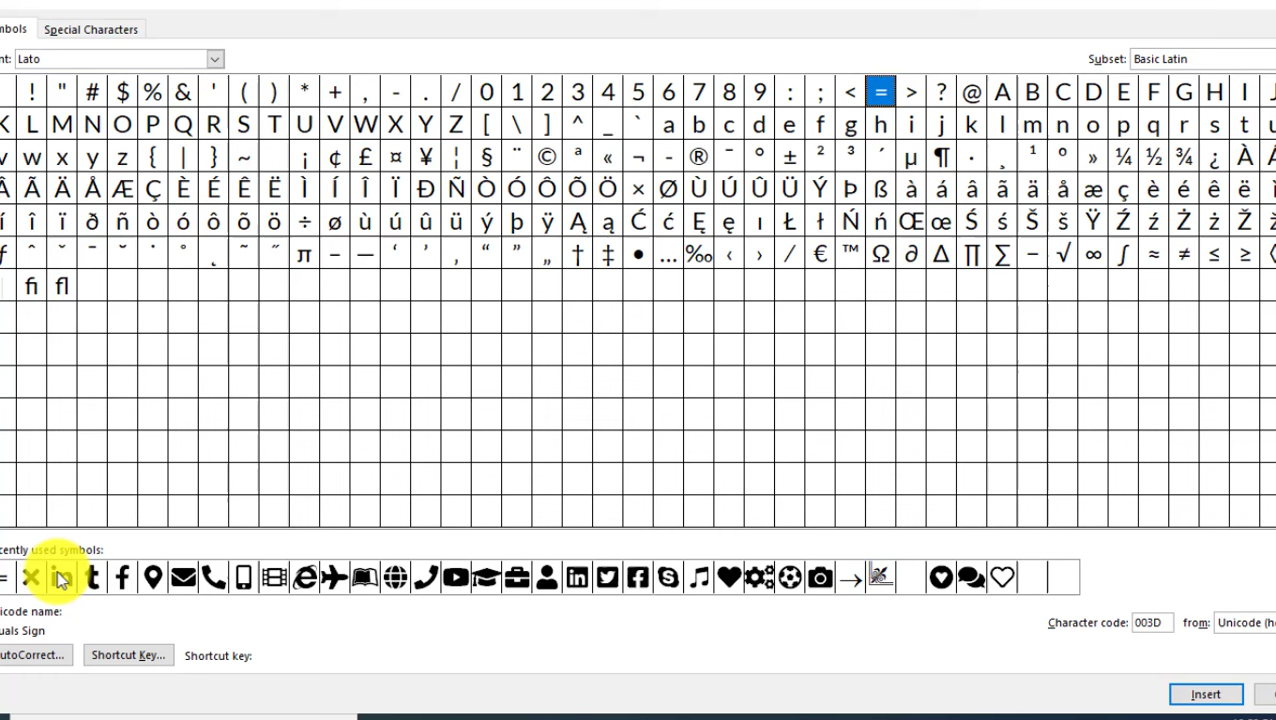 mbols Special Characters
nt: Lato Subset: Basic Latin
! " # $ % & ' ( ) * + , - . / 0 1 2 3 4 5 6 7 8 9 : ; < = > ? @ A B C D E F G H I J
K L M N O P Q R S T U V W X Y Z [ \ ] ^ _ ` a b c d e f g h i j k l m n o p q r s t u
v w x y z { | } ~ ¡ ¢ £ ¤ ¥ ¦ § ¨ © ª « ¬ - ® ¯ ° ± ² ³ ´ µ ¶ · ¸ ¹ º » ¼ ½ ¾ ¿ À Á
Â Ã Ä Å Æ Ç È É Ê Ë Ì Í Î Ï Ð Ñ Ò Ó Ô Õ Ö × Ø Ù Ú Û Ü Ý Þ ß à á â ã ä å æ ç è é ê ë ì
í î ï ð ñ ò ó ô õ ö ÷ ø ù ú û ü ý þ ÿ Ą ą Ć ć Ę ę ı Ł ł Ń ń Œ œ Ś ś Š š Ÿ Ź ź Ż ż Ž ž
ƒ ˆ ˇ ˉ ˘ ˙ ˚ ˛ ˜ ˝ π – — ‘ ’ ‚ “ ” „ † ‡ • … ‰ ‹ › ⁄ € ™ Ω ∂ ∆ ∏ ∑ − √ ∞ ∫ ≈ ≠ ≤ ≥ ◊
fi fl
cently used symbols:
= × in t f →
nicode name:
uals Sign Character code: 003D from: Unicode (h
utoCorrect... Shortcut Key... Shortcut key:
Insert